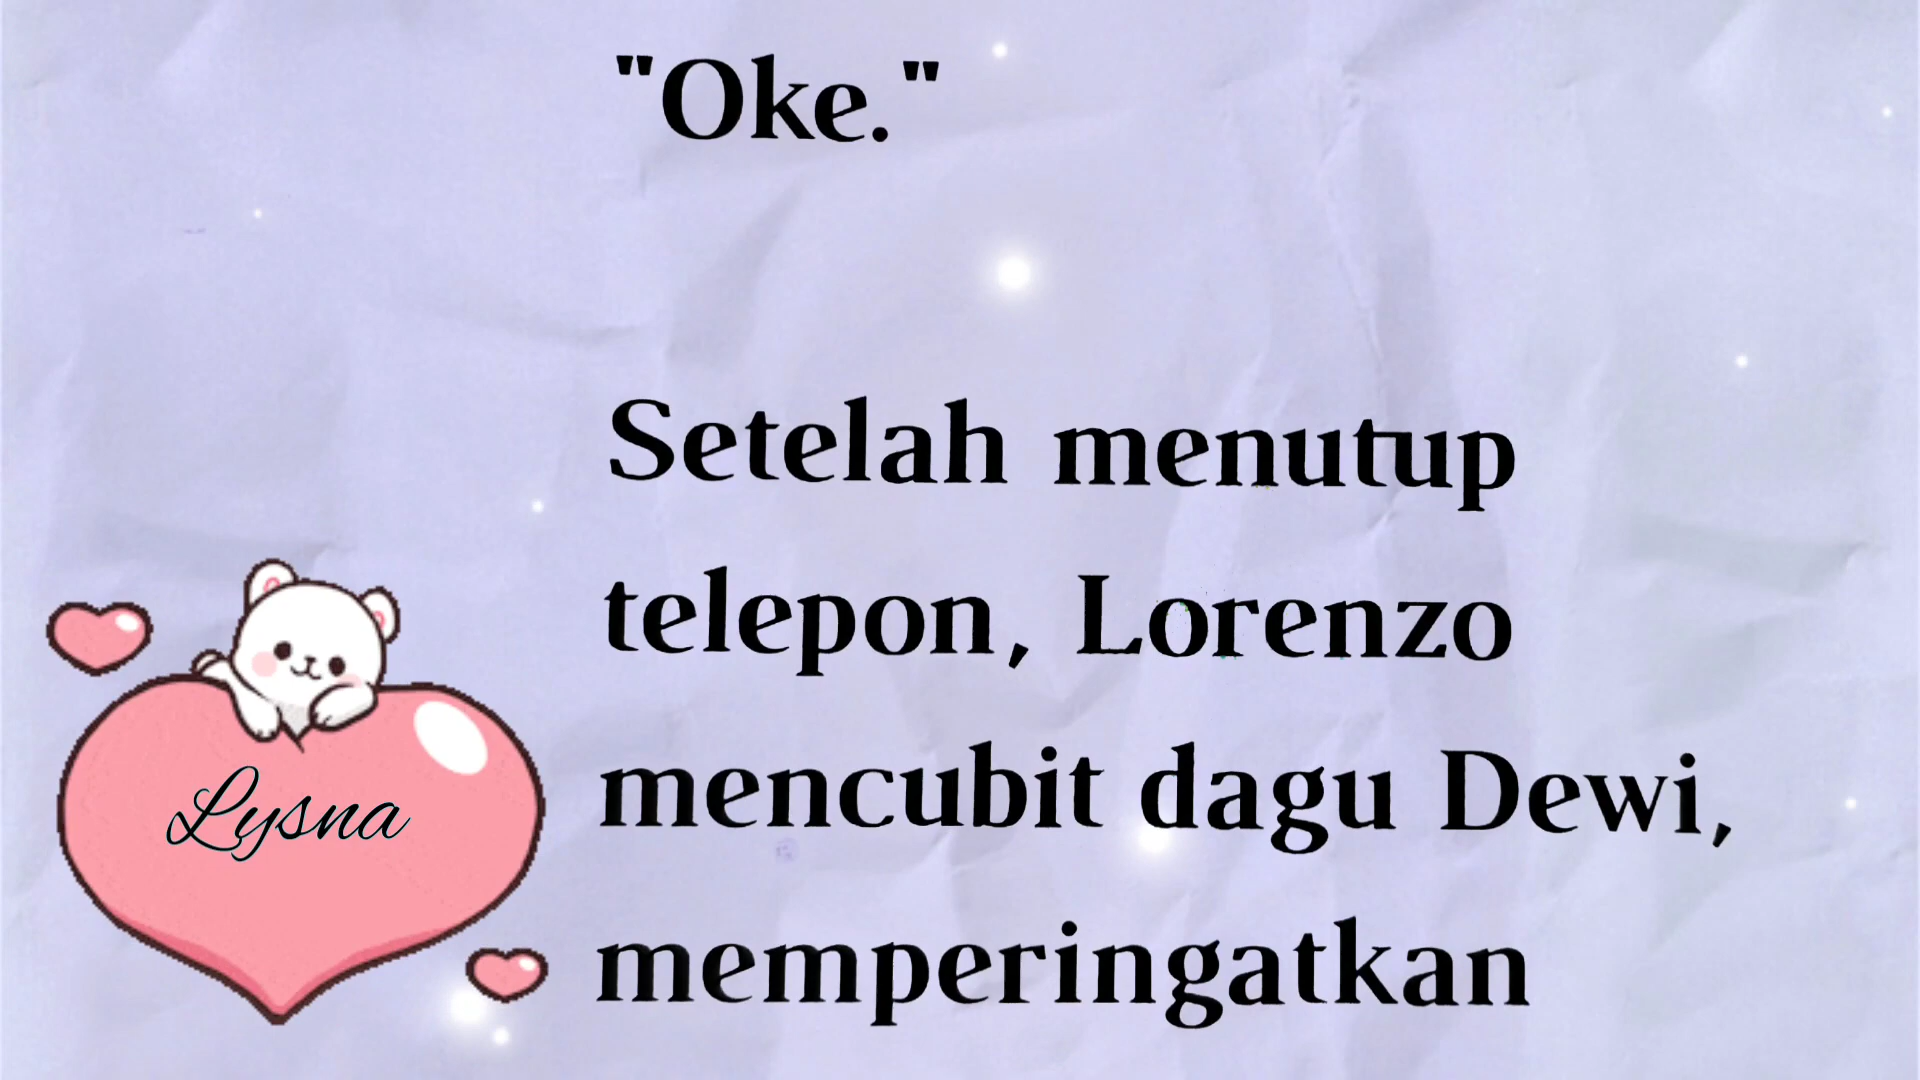 "Oke."
Setelah menutup
telepon, Lorenzo
mencubit dagu Dewi,
memperingatkan
Lysna